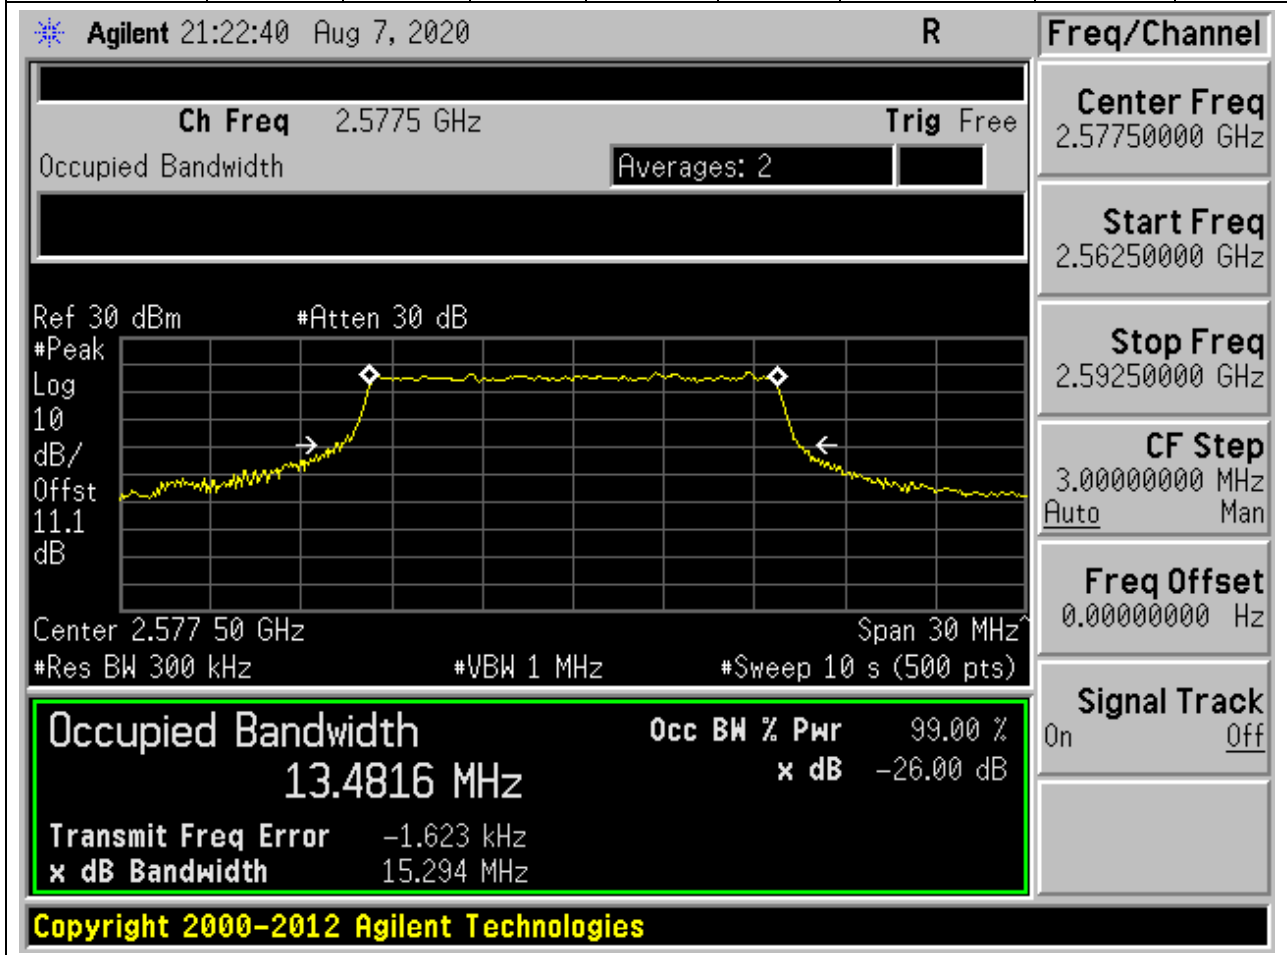 Agilent 21:22:40 Aug 7, 2020 R Freq/Channel
Ch Freq 2.5775 GHz Trig Free
Occupied Bandwidth Averages: 2
Ref 30 dBm #Atten 30 dB
#Peak
Log
10
dB/
Offst
11.1
dB
Center 2.577 50 GHz Span 30 MHz^
#Res BW 300 kHz #VBW 1 MHz #Sweep 10 s (500 pts)
Occupied Bandwidth
13.4816 MHz
Occ BW % Pwr 99.00 %
x dB -26.00 dB
Transmit Freq Error -1.623 kHz
x dB Bandwidth 15.294 MHz
Copyright 2000-2012 Agilent Technologies
Center Freq
2.57750000 GHz
Start Freq
2.56250000 GHz
Stop Freq
2.59250000 GHz
CF Step
3.00000000 MHz
Auto Man
Freq Offset
0.00000000 Hz
Signal Track
On Off